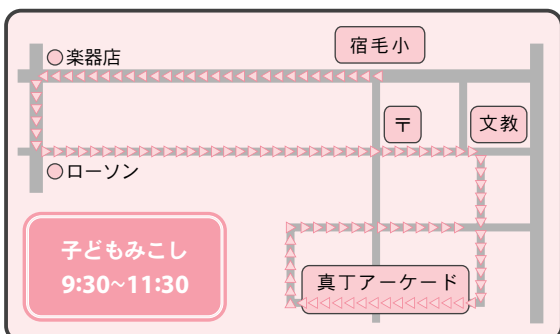 宿毛小
○楽器店
〒
文教
○ローソン
子どもみこし
9:30~11:30
真丁アーケード